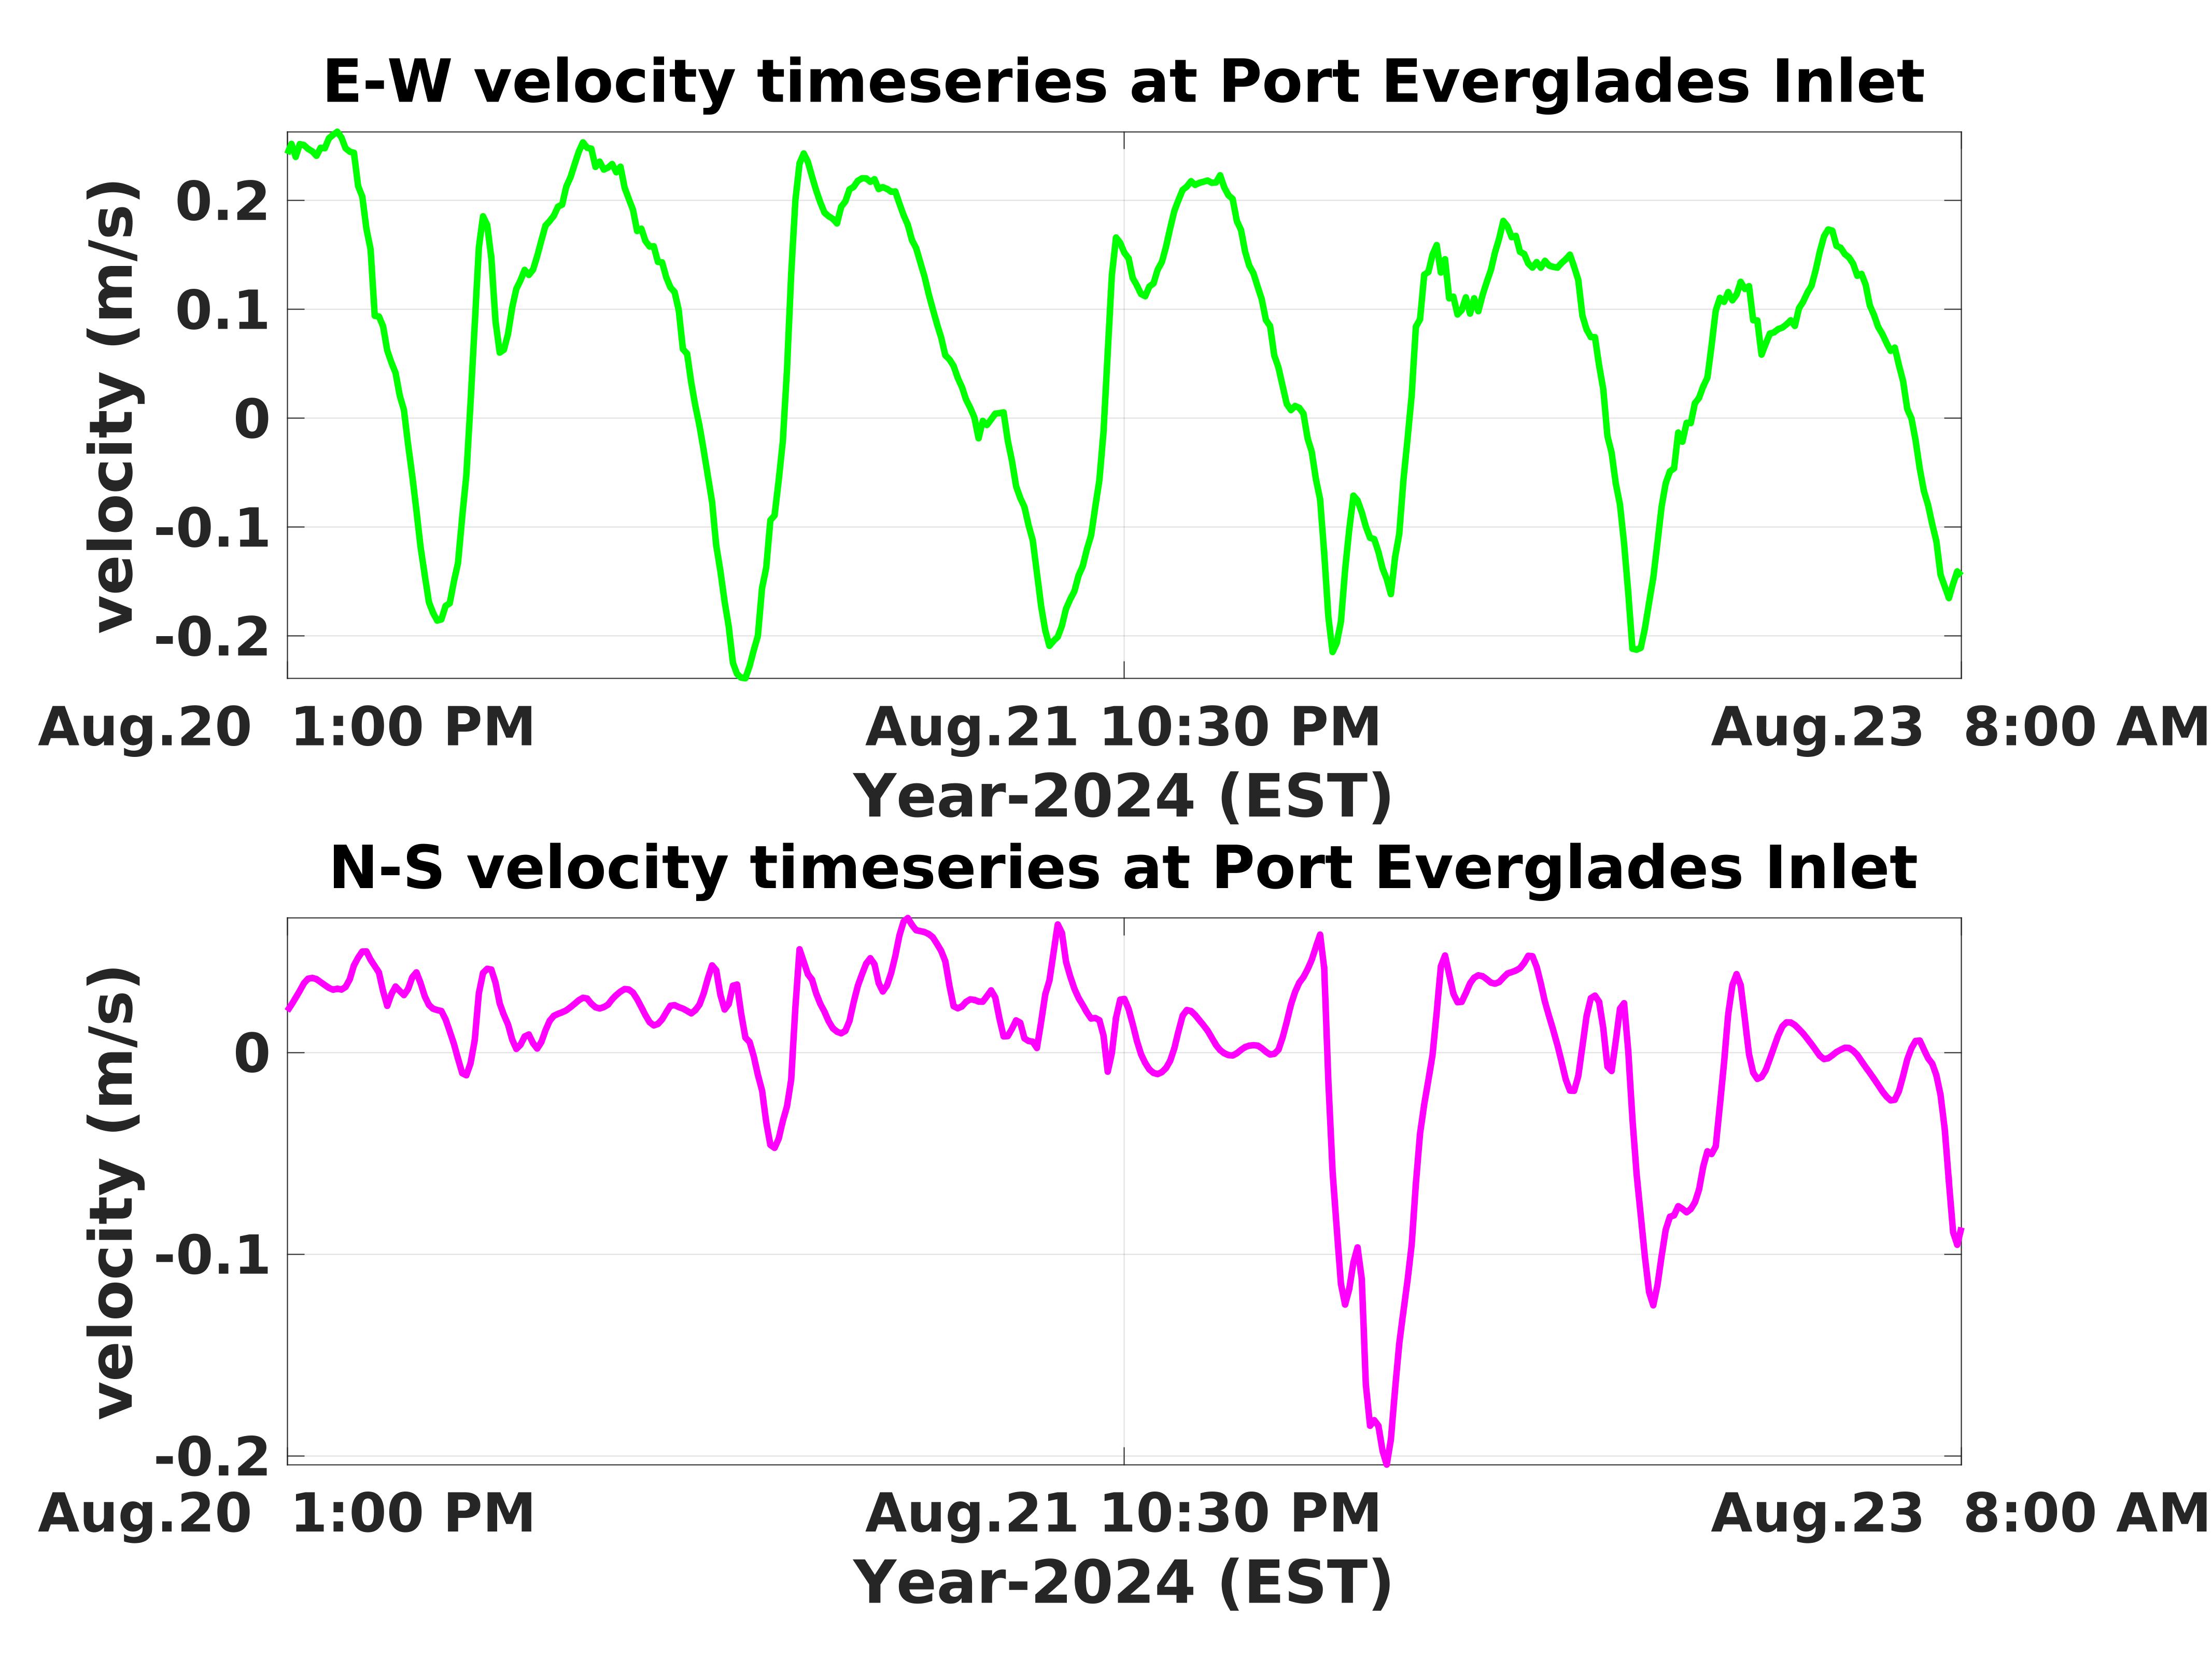 E-W velocity timeseries at Port Everglades Inlet
velocity (m/s)
0.2
0.1
0
-0.1
-0.2
Aug.20  1:00 PM Aug.21 10:30 PM Aug.23  8:00 AM
Year-2024 (EST)
N-S velocity timeseries at Port Everglades Inlet
velocity (m/s)
0
-0.1
-0.2
Aug.20  1:00 PM Aug.21 10:30 PM Aug.23  8:00 AM
Year-2024 (EST)